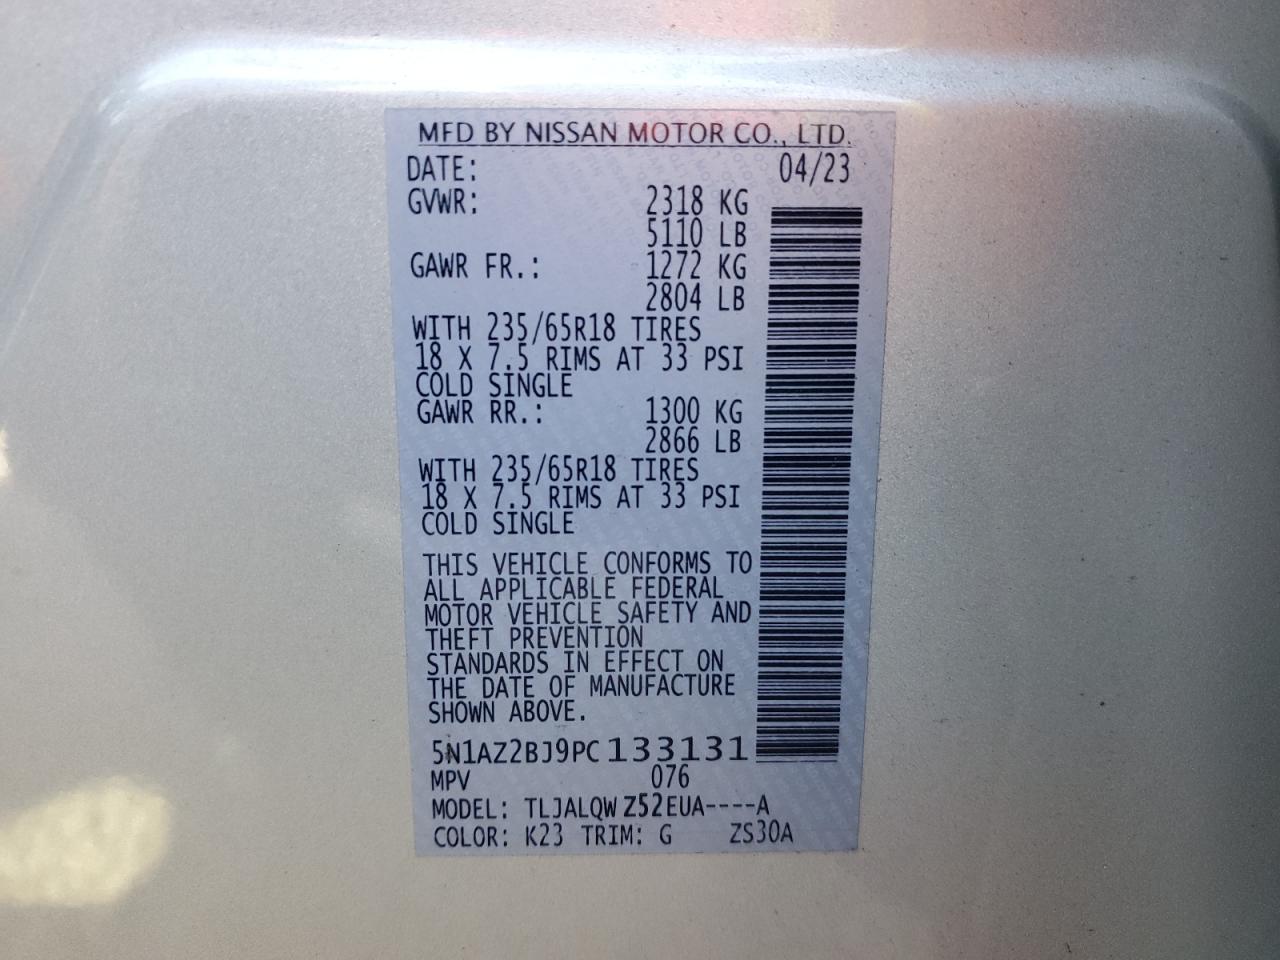 MFD BY NISSAN MOTOR CO., LTD.
DATE: 04/23
GVWR: 2318 KG
5110 LB
GAWR FR.: 1272 KG
2804 LB
WITH 235/65R18 TIRES
18 X 7.5 RIMS AT 33 PSI
COLD SINGLE
GAWR RR.: 1300 KG
2866 LB
WITH 235/65R18 TIRES
18 X 7.5 RIMS AT 33 PSI
COLD SINGLE
THIS VEHICLE CONFORMS TO
ALL APPLICABLE FEDERAL
MOTOR VEHICLE SAFETY AND
THEFT PREVENTION
STANDARDS IN EFFECT ON
THE DATE OF MANUFACTURE
SHOWN ABOVE.
5N1AZ2BJ9PC133131
MPV 076
MODEL: TLJALQW Z52EUA----A
COLOR: K23 TRIM: G ZS30A